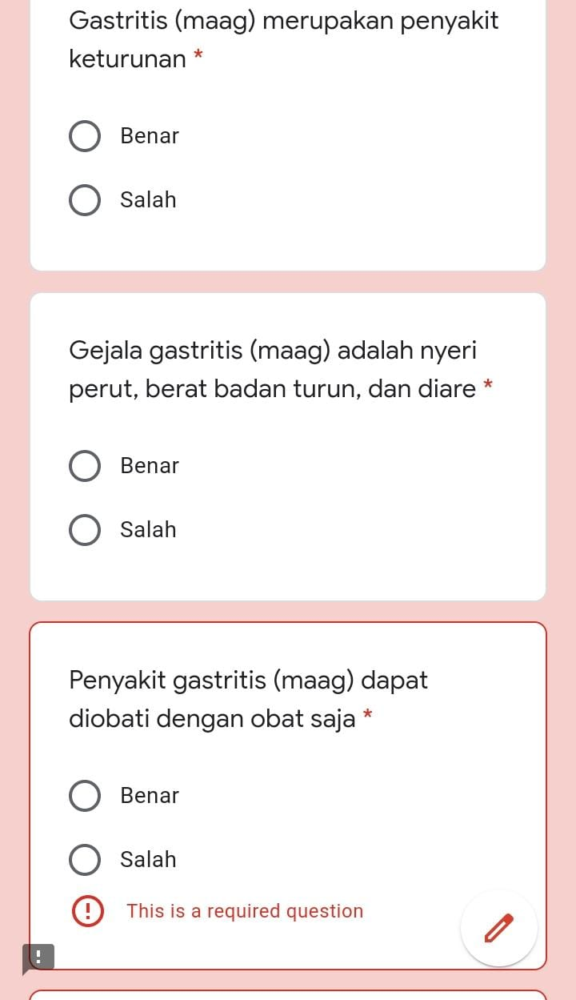 Gastritis (maag) merupakan penyakit
keturunan *
Benar
Salah
Gejala gastritis (maag) adalah nyeri
perut, berat badan turun, dan diare *
Benar
Salah
Penyakit gastritis (maag) dapat
diobati dengan obat saja *
Benar
Salah
! This is a required question
!